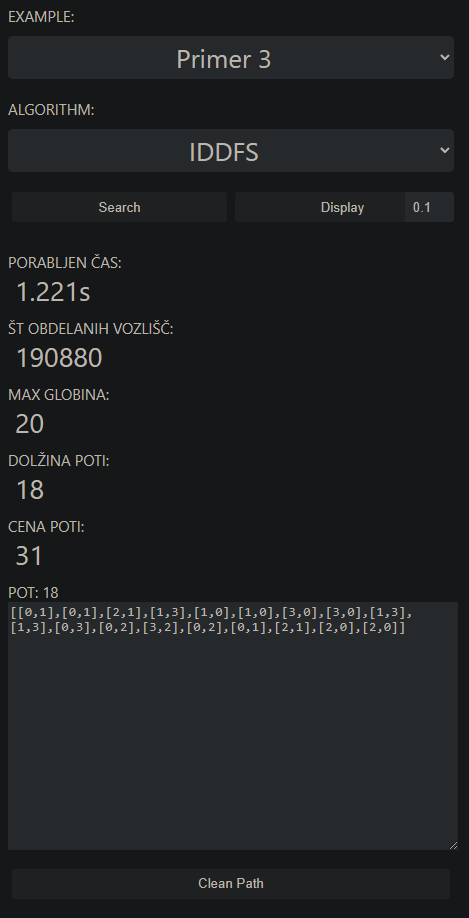 EXAMPLE:
Primer 3
ALGORITHM:
IDDFS
Search Display 0.1
PORABLJEN ČAS:
1.221s
ŠT OBDELANIH VOZLIŠČ:
190880
MAX GLOBINA:
20
DOLŽINA POTI:
18
CENA POTI:
31
POT: 18
[[0,1],[0,1],[2,1],[1,3],[1,0],[1,0],[3,0],[3,0],[1,3],
[1,3],[0,3],[0,2],[3,2],[0,2],[0,1],[2,1],[2,0],[2,0]]
Clean Path